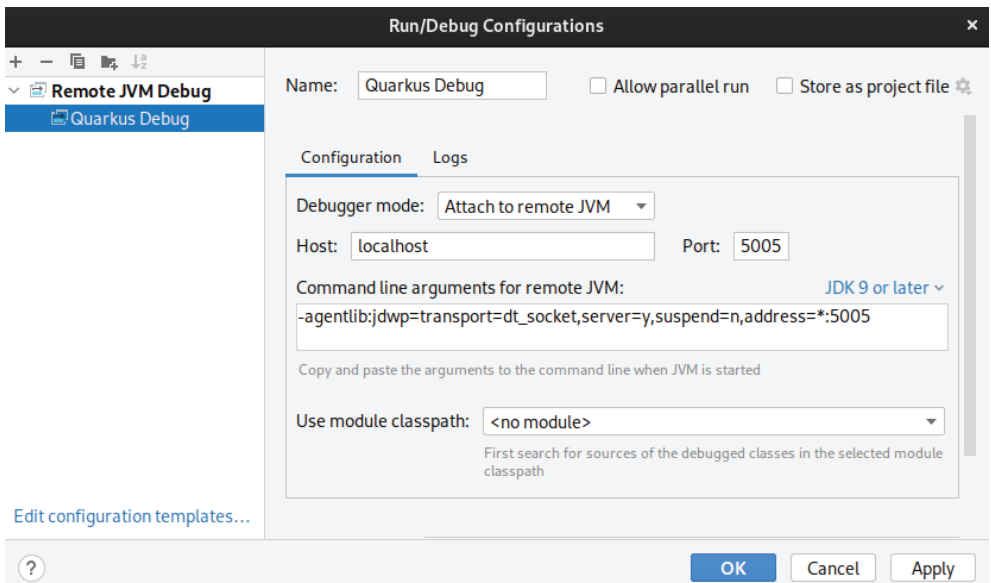 Run/Debug Configurations
Remote JVM Debug
Quarkus Debug
Name: Quarkus Debug Allow parallel run Store as project file
Configuration Logs
Debugger mode: Attach to remote JVM
Host: localhost Port: 5005
Command line arguments for remote JVM: JDK 9 or later
-agentlib:jdwp=transport=dt_socket,server=y,suspend=n,address=*:5005
Copy and paste the arguments to the command line when JVM is started
Use module classpath: <no module>
First search for sources of the debugged classes in the selected module
classpath
Edit configuration templates...
? OK Cancel Apply